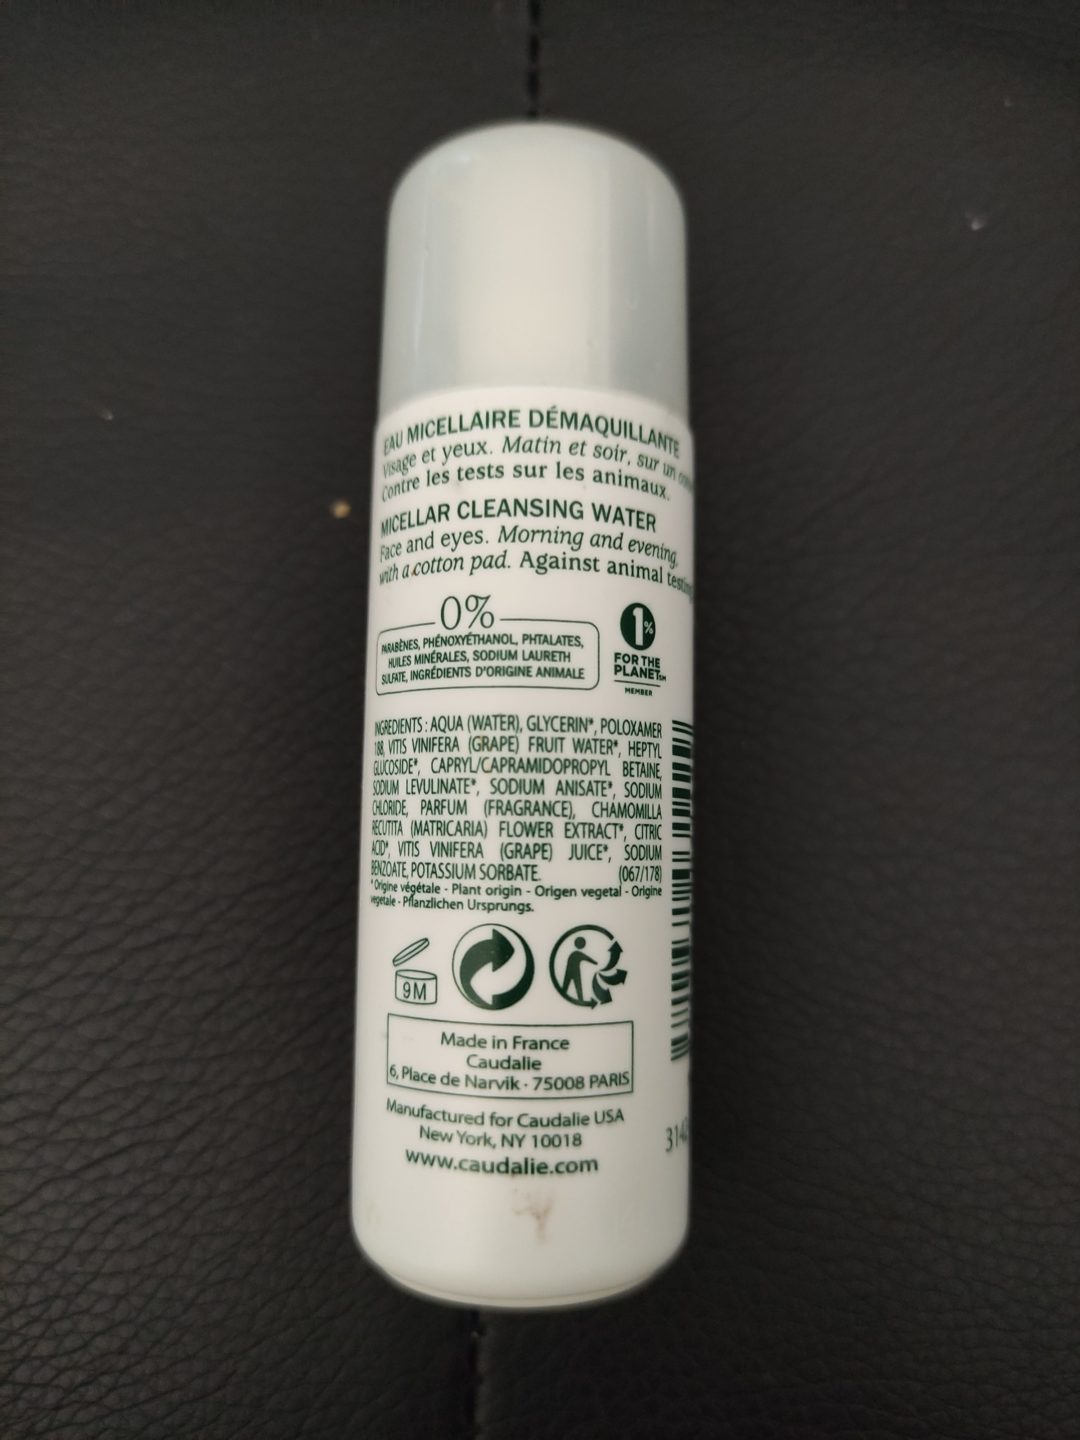 EAU MICELLAIRE DÉMAQUILLANTE
Visage et yeux. Matin et soir, sur un
Contre les tests sur les animaux.
MICELLAR CLEANSING WATER
Face and eyes. Morning and evening,
with a cotton pad. Against animal testing
0%
PARABÈNES, PHÉNOXYÉTHANOL, PHTALATES,
HUILES MINÉRALES, SODIUM LAURETH
SULFATE, INGRÉDIENTS D'ORIGINE ANIMALE
1%
FOR THE
PLANET SM
MEMBER
INGREDIENTS : AQUA (WATER), GLYCERIN*, POLOXAMER
188, VITIS VINIFERA (GRAPE) FRUIT WATER*, HEPTYL
GLUCOSIDE*, CAPRYL/CAPRAMIDOPROPYL BETAINE,
SODIUM LEVULINATE*, SODIUM ANISATE*, SODIUM
CHLORIDE, PARFUM (FRAGRANCE), CHAMOMILLA
RECUTITA (MATRICARIA) FLOWER EXTRACT*, CITRIC
ACID*, VITIS VINIFERA (GRAPE) JUICE*, SODIUM
BENZOATE, POTASSIUM SORBATE. (067/178)
* Origine végétale - Plant origin - Origen vegetal - Origine
vegetale - Pflanzlichen Ursprungs.
9M
Made in France
Caudalie
6, Place de Narvik · 75008 PARIS
Manufactured for Caudalie USA
New York, NY 10018
www.caudalie.com